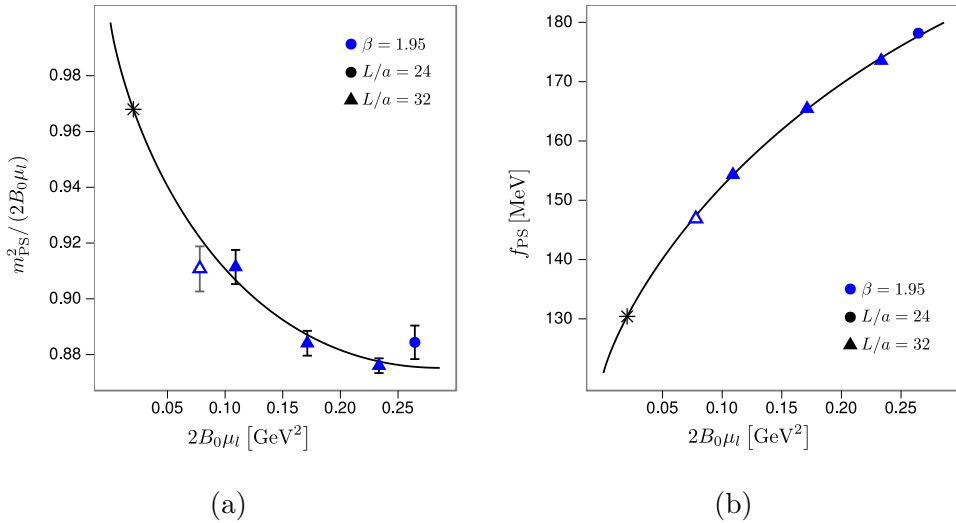 β = 1.95
L/a = 24
L/a = 32
0.98
0.96
0.94
0.92
0.90
0.88
m²_PS/(2B₀μ_l)
0.05
0.10
0.15
0.20
0.25
2B₀μ_l [GeV²]
(a)
180
170
160
150
140
130
f_PS [MeV]
β = 1.95
L/a = 24
L/a = 32
0.05
0.10
0.15
0.20
0.25
2B₀μ_l [GeV²]
(b)